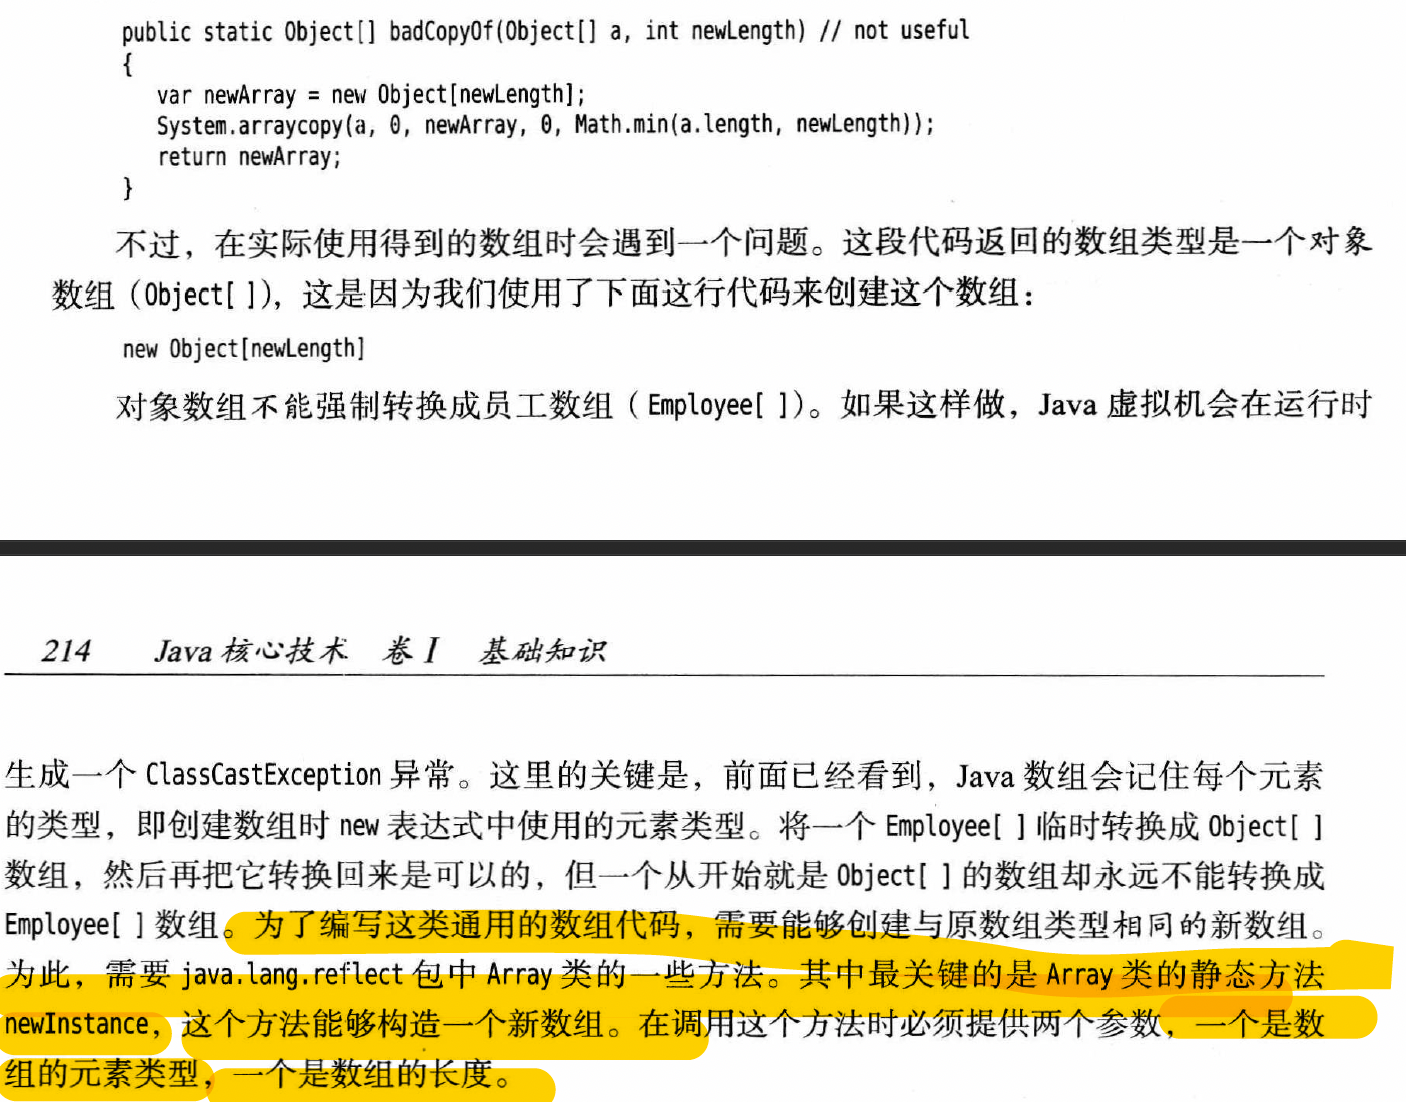 public static Object[] badCopyOf(Object[] a, int newLength) // not useful
{
var newArray = new Object[newLength];
System.arraycopy(a, 0, newArray, 0, Math.min(a.length, newLength));
return newArray;
}
不过，在实际使用得到的数组时会遇到一个问题。这段代码返回的数组类型是一个对象
数组（Object[ ]），这是因为我们使用了下面这行代码来创建这个数组：
new Object[newLength]
对象数组不能强制转换成员工数组（Employee[ ]）。如果这样做，Java 虚拟机会在运行时
214 Java 核心技术 卷 I 基础知识
生成一个 ClassCastException 异常。这里的关键是，前面已经看到，Java 数组会记住每个元素
的类型，即创建数组时 new 表达式中使用的元素类型。将一个 Employee[ ] 临时转换成 Object[ ]
数组，然后再把它转换回来是可以的，但一个从开始就是 Object[ ] 的数组却永远不能转换成
Employee[ ] 数组。为了编写这类通用的数组代码，需要能够创建与原数组类型相同的新数组。
为此，需要 java.lang.reflect 包中 Array 类的一些方法。其中最关键的是 Array 类的静态方法
newInstance，这个方法能够构造一个新数组。在调用这个方法时必须提供两个参数，一个是数
组的元素类型，一个是数组的长度。